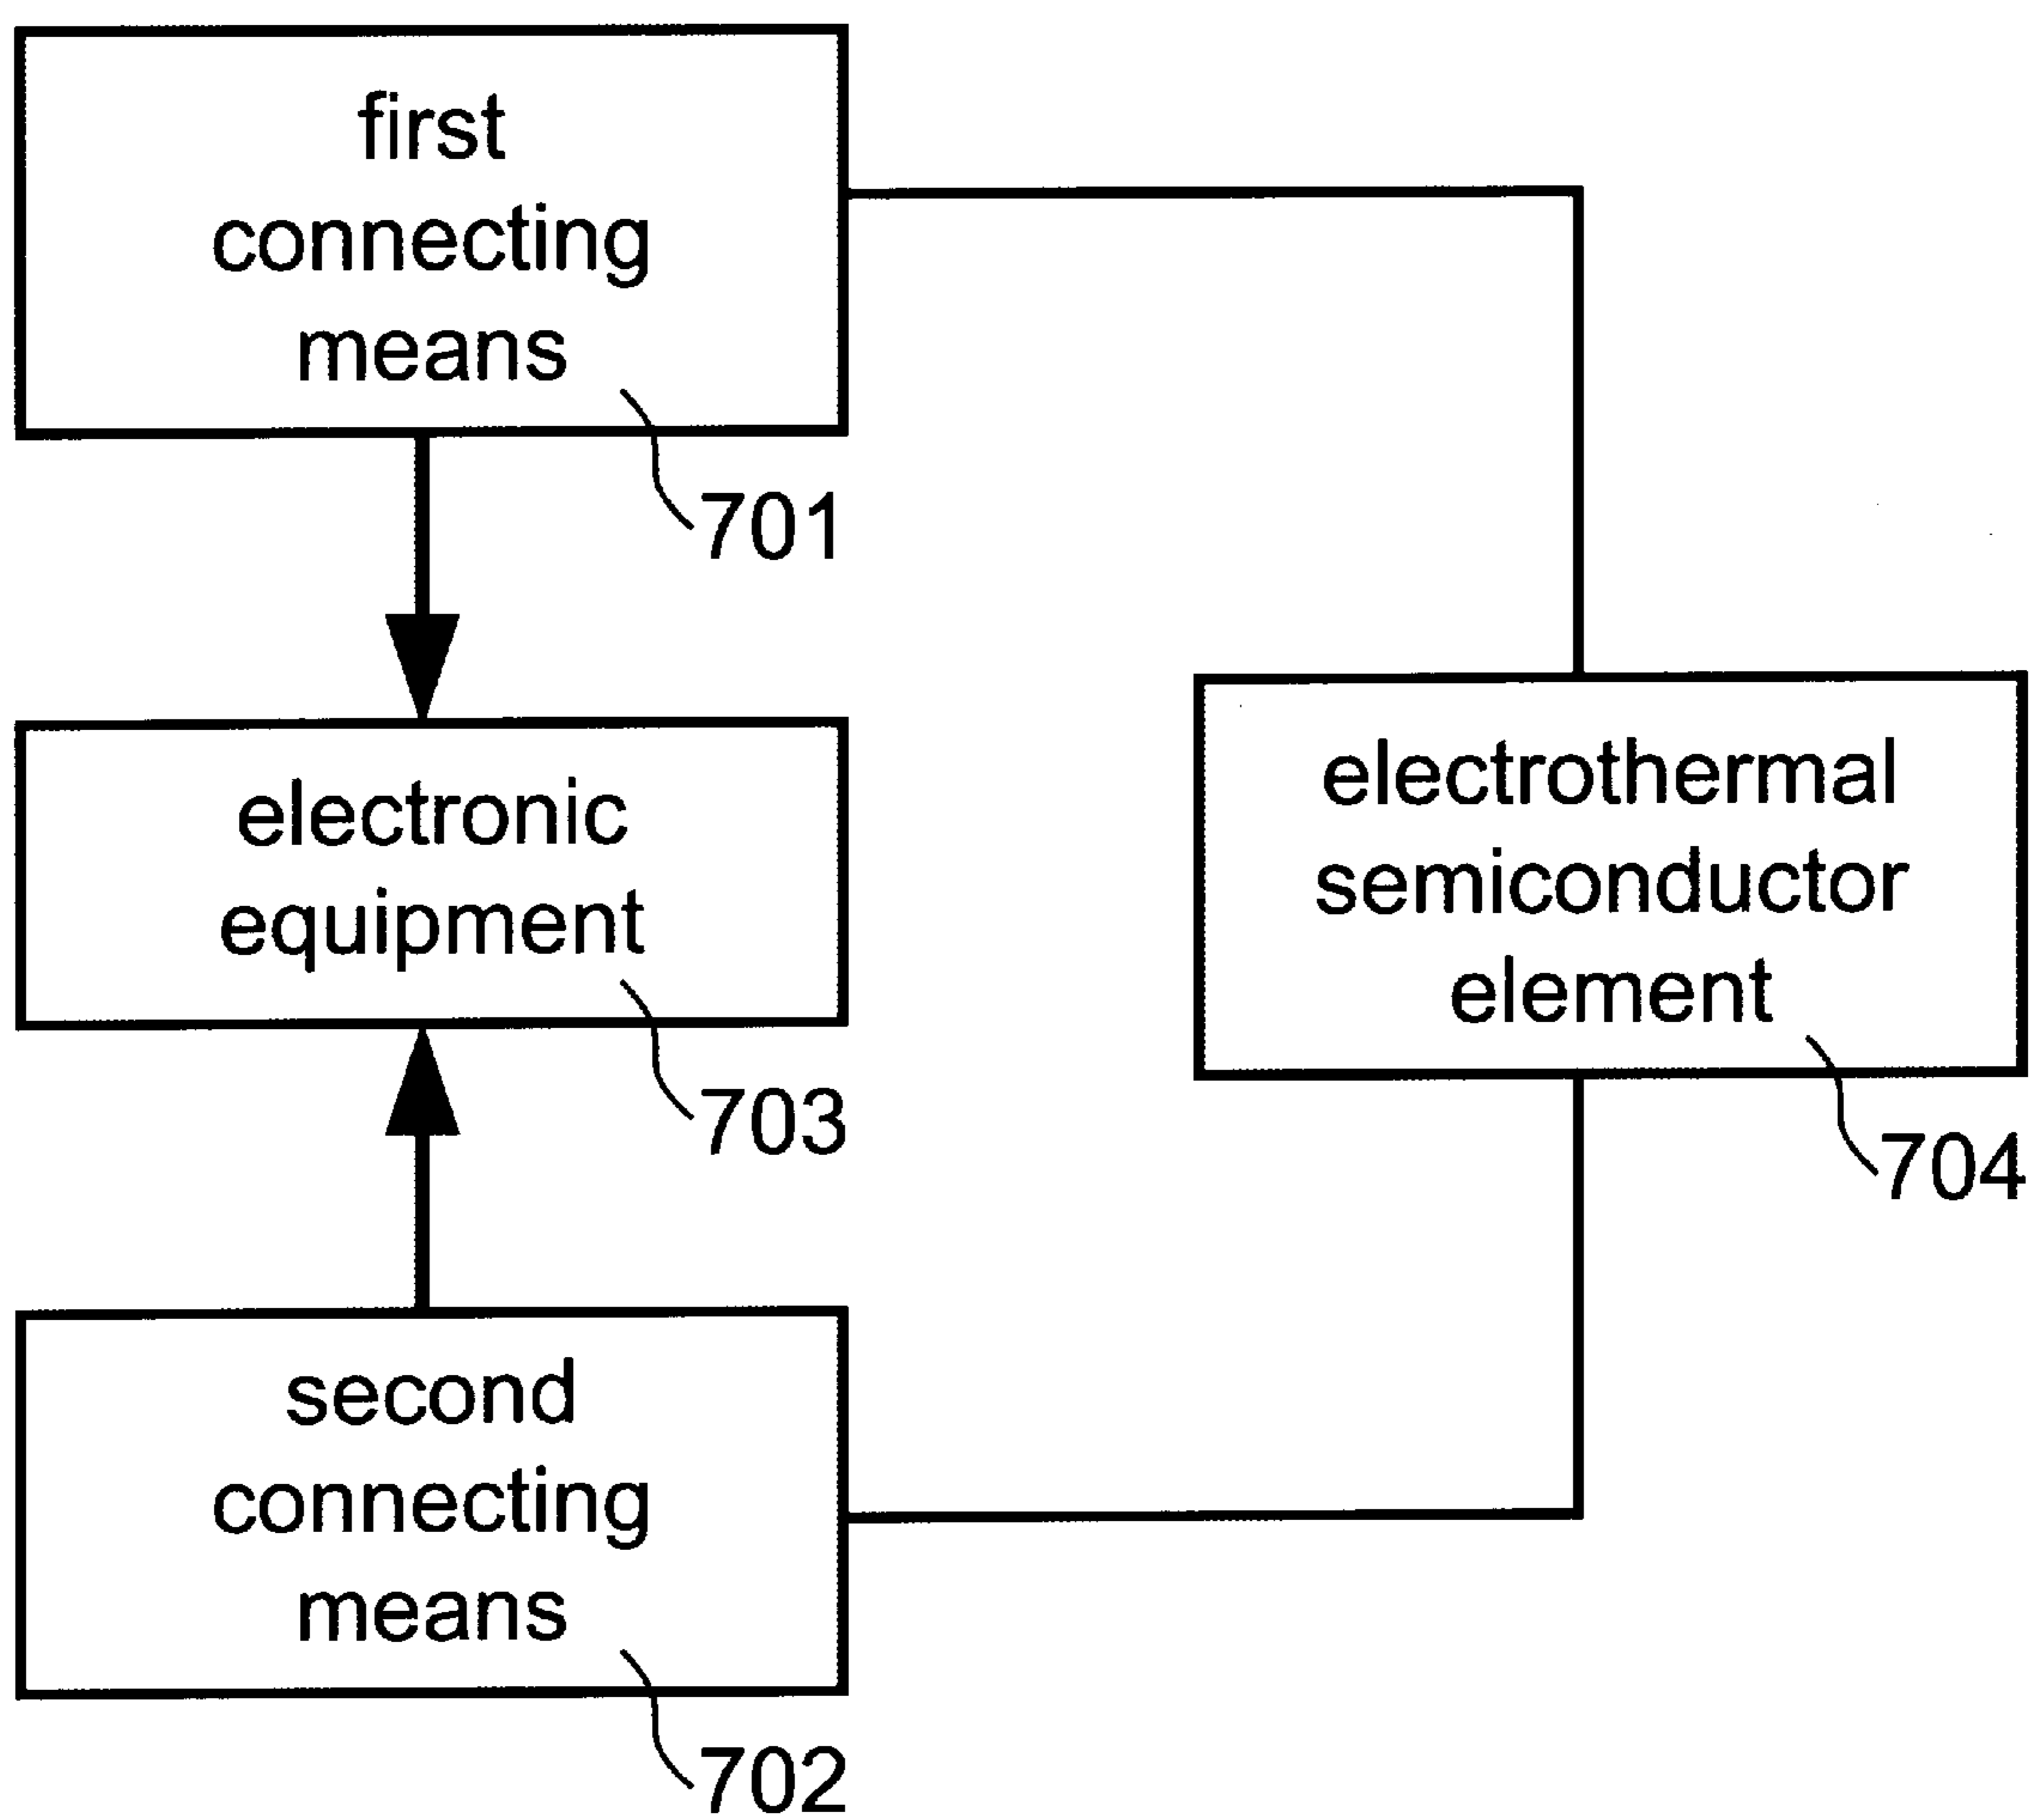 first
connecting
means
701
electronic
equipment
703
electrothermal
semiconductor
element
704
second
connecting
means
702